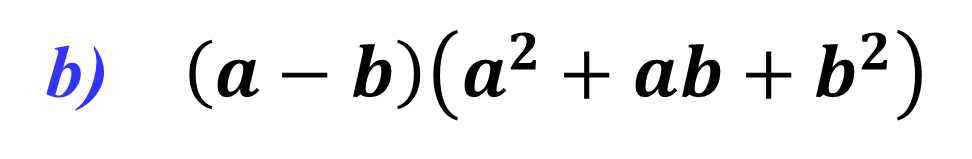 b) (a − b)(a² + ab + b²)